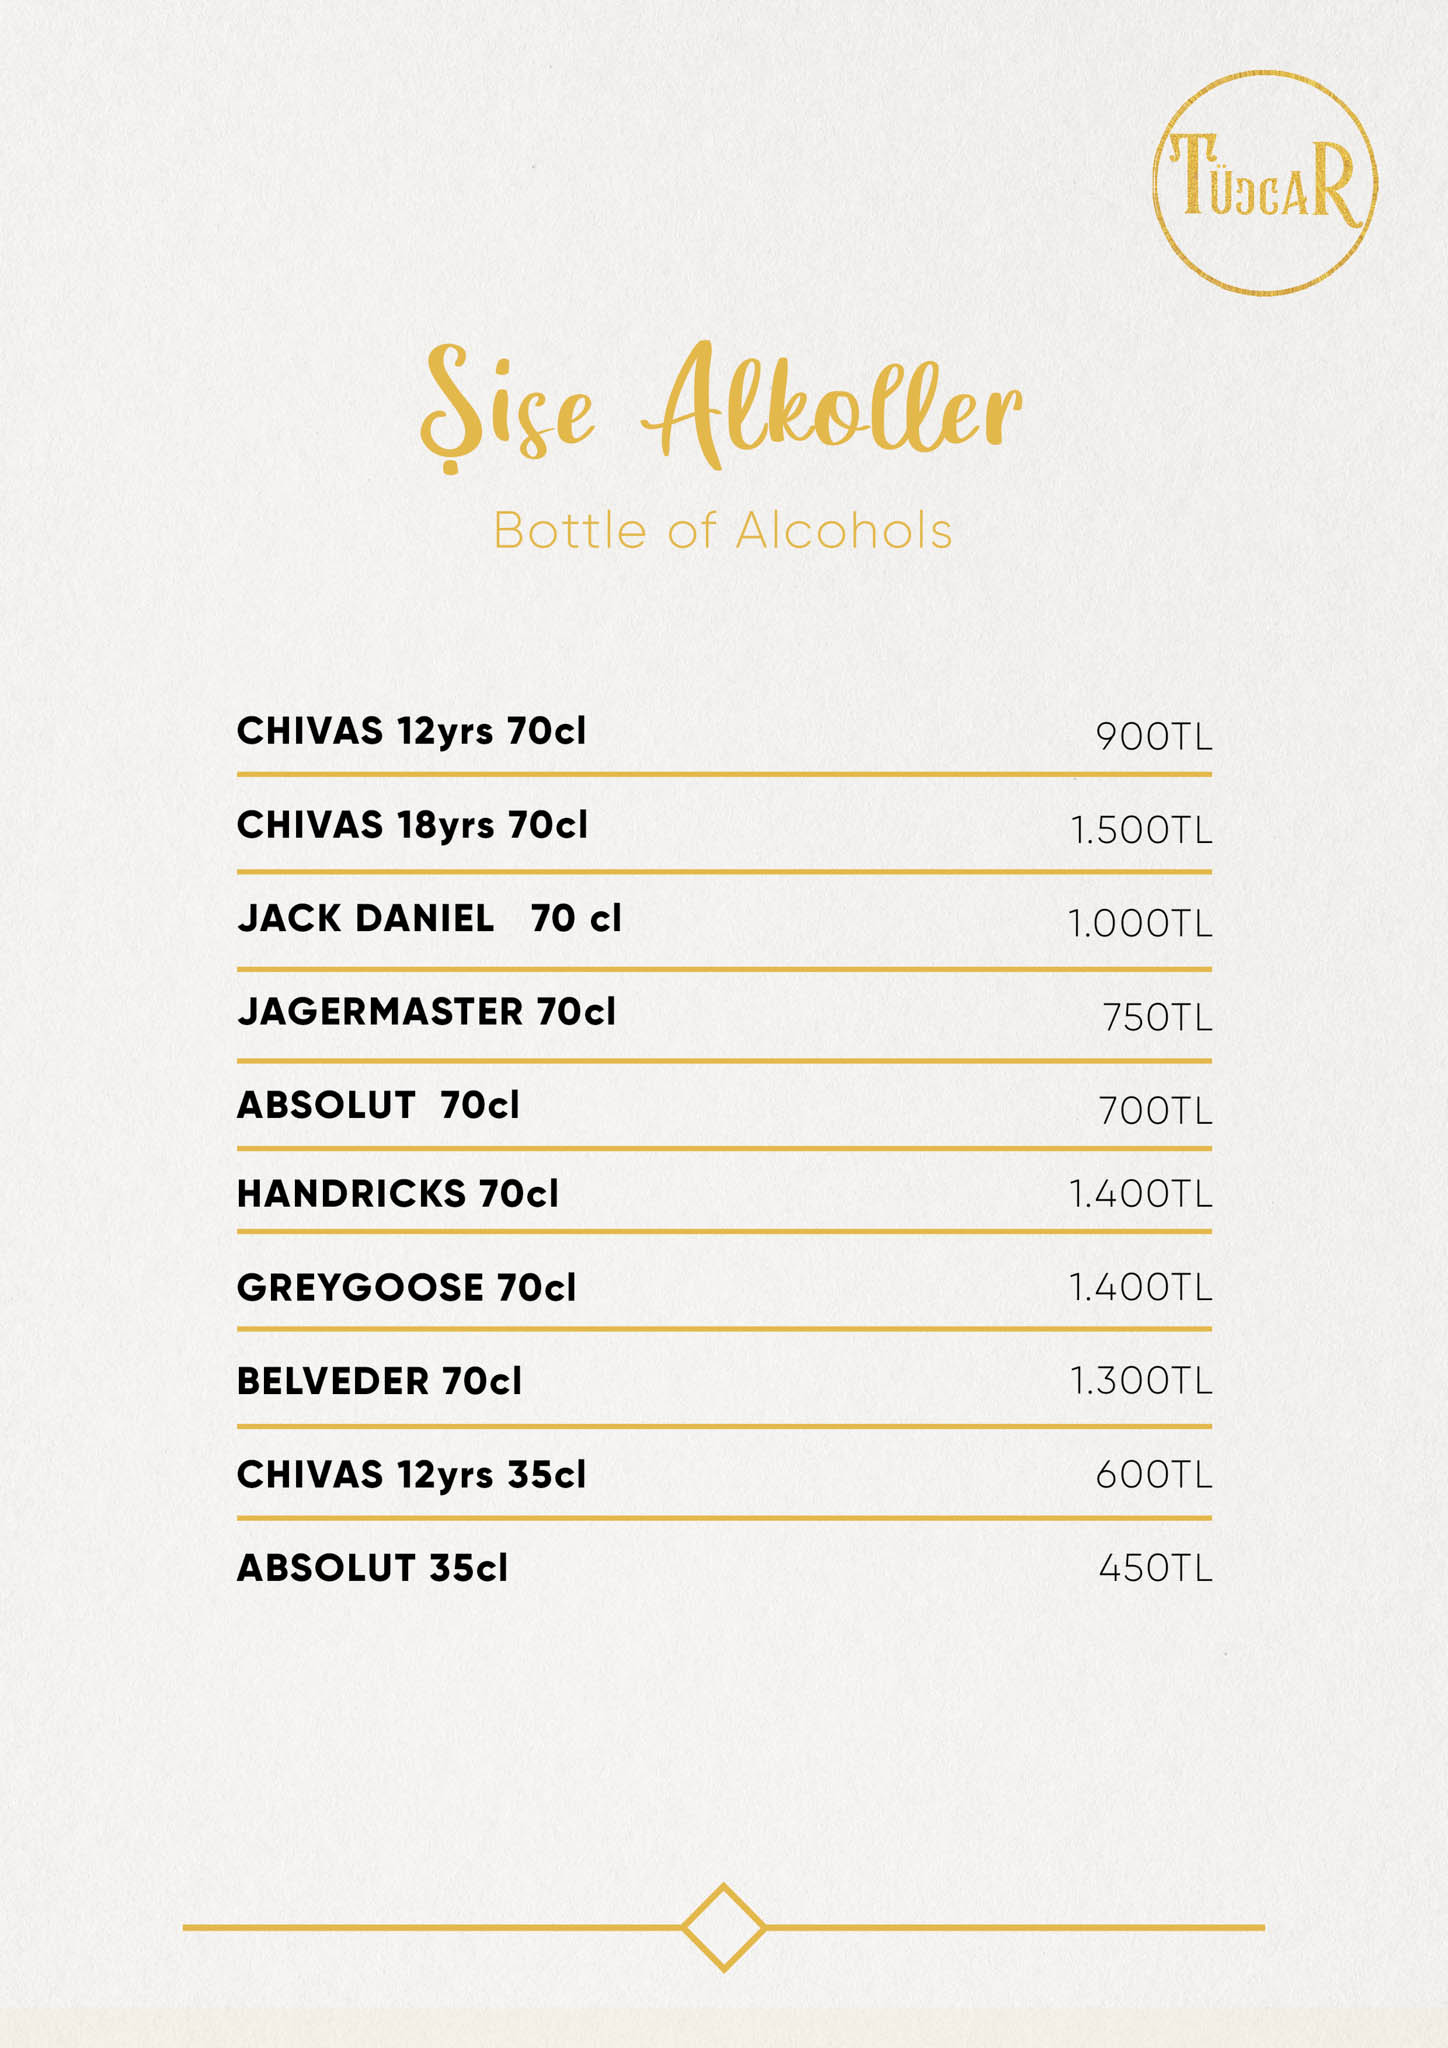 TÜCCAR
Şişe Alkoller
Bottle of Alcohols
CHIVAS 12yrs 70cl 900TL
CHIVAS 18yrs 70cl 1.500TL
JACK DANIEL 70 cl 1.000TL
JAGERMASTER 70cl 750TL
ABSOLUT 70cl 700TL
HANDRICKS 70cl 1.400TL
GREYGOOSE 70cl 1.400TL
BELVEDER 70cl 1.300TL
CHIVAS 12yrs 35cl 600TL
ABSOLUT 35cl 450TL